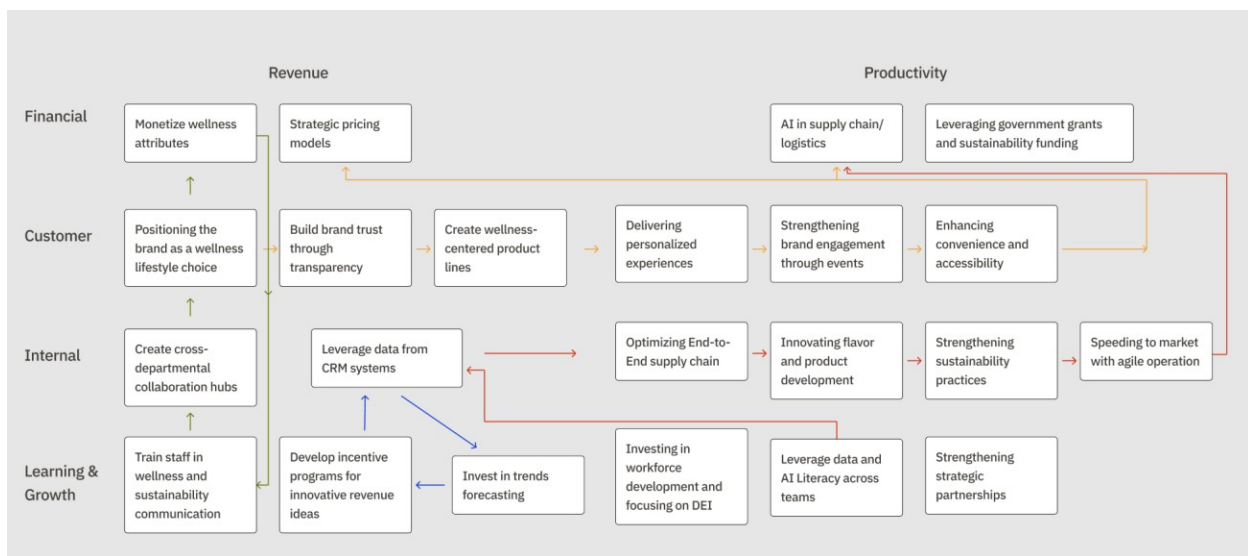 Revenue
Productivity
Financial
Monetize wellness
attributes
Strategic pricing
models
AI in supply chain/
logistics
Leveraging government grants
and sustainability funding
Customer
Positioning the
brand as a wellness
lifestyle choice
Build brand trust
through
transparency
Create wellness-
centered product
lines
Delivering
personalized
experiences
Strengthening
brand engagement
through events
Enhancing
convenience and
accessibility
Internal
Create cross-
departmental
collaboration hubs
Leverage data from
CRM systems
Optimizing End-to-
End supply chain
Innovating flavor
and product
development
Strengthening
sustainability
practices
Speeding to market
with agile operation
Learning &
Growth
Train staff in
wellness and
sustainability
communication
Develop incentive
programs for
innovative revenue
ideas
Invest in trends
forecasting
Investing in
workforce
development and
focusing on DEI
Leverage data and
AI Literacy across
teams
Strengthening
strategic
partnerships